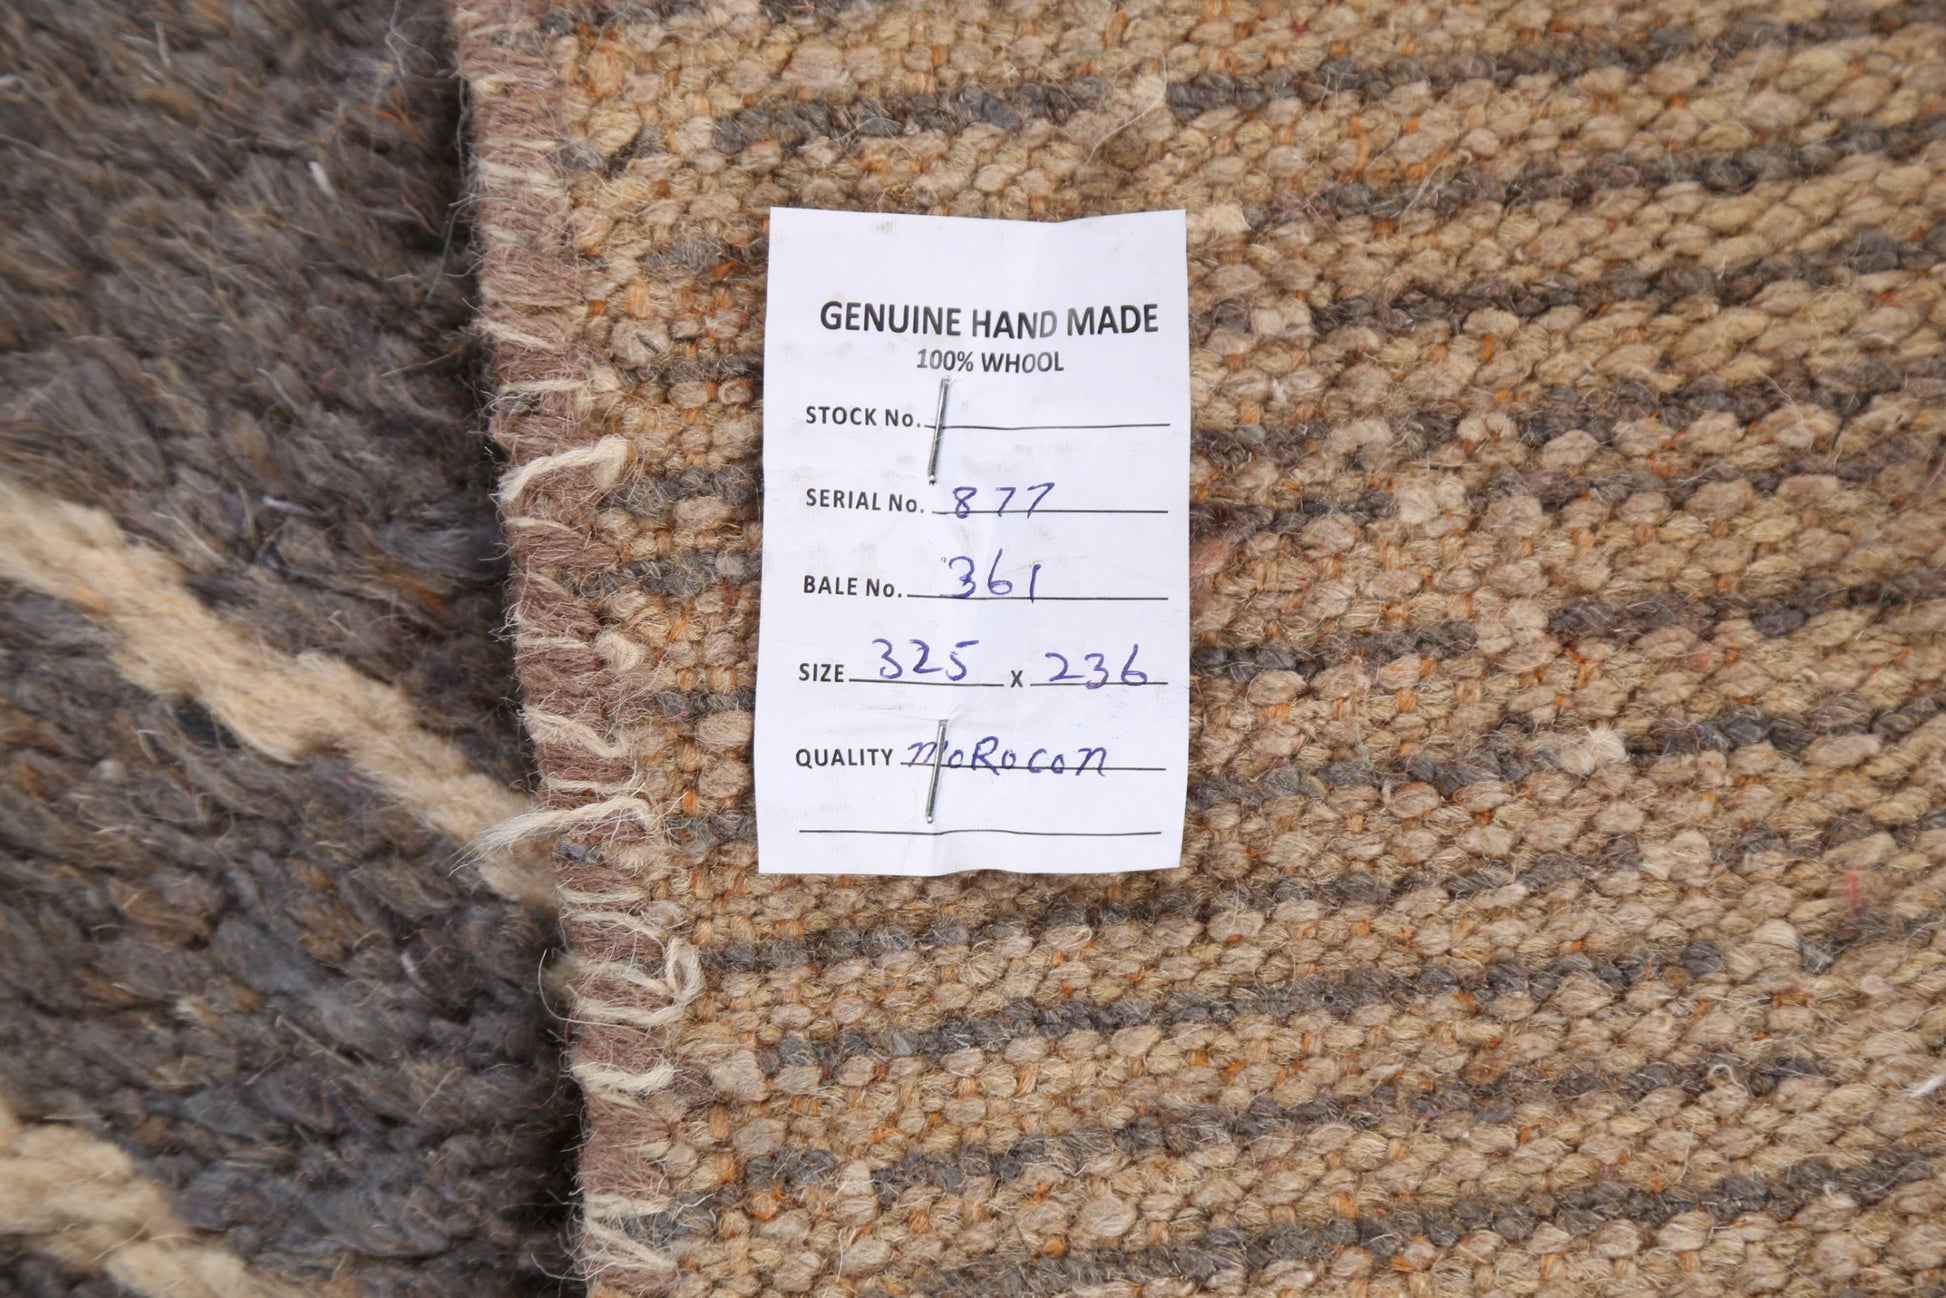 GENUINE HAND MADE
100% WHOOL
STOCK No.
SERIAL No. 877
BALE No. 361
SIZE 325 x 236
QUALITY moRocon